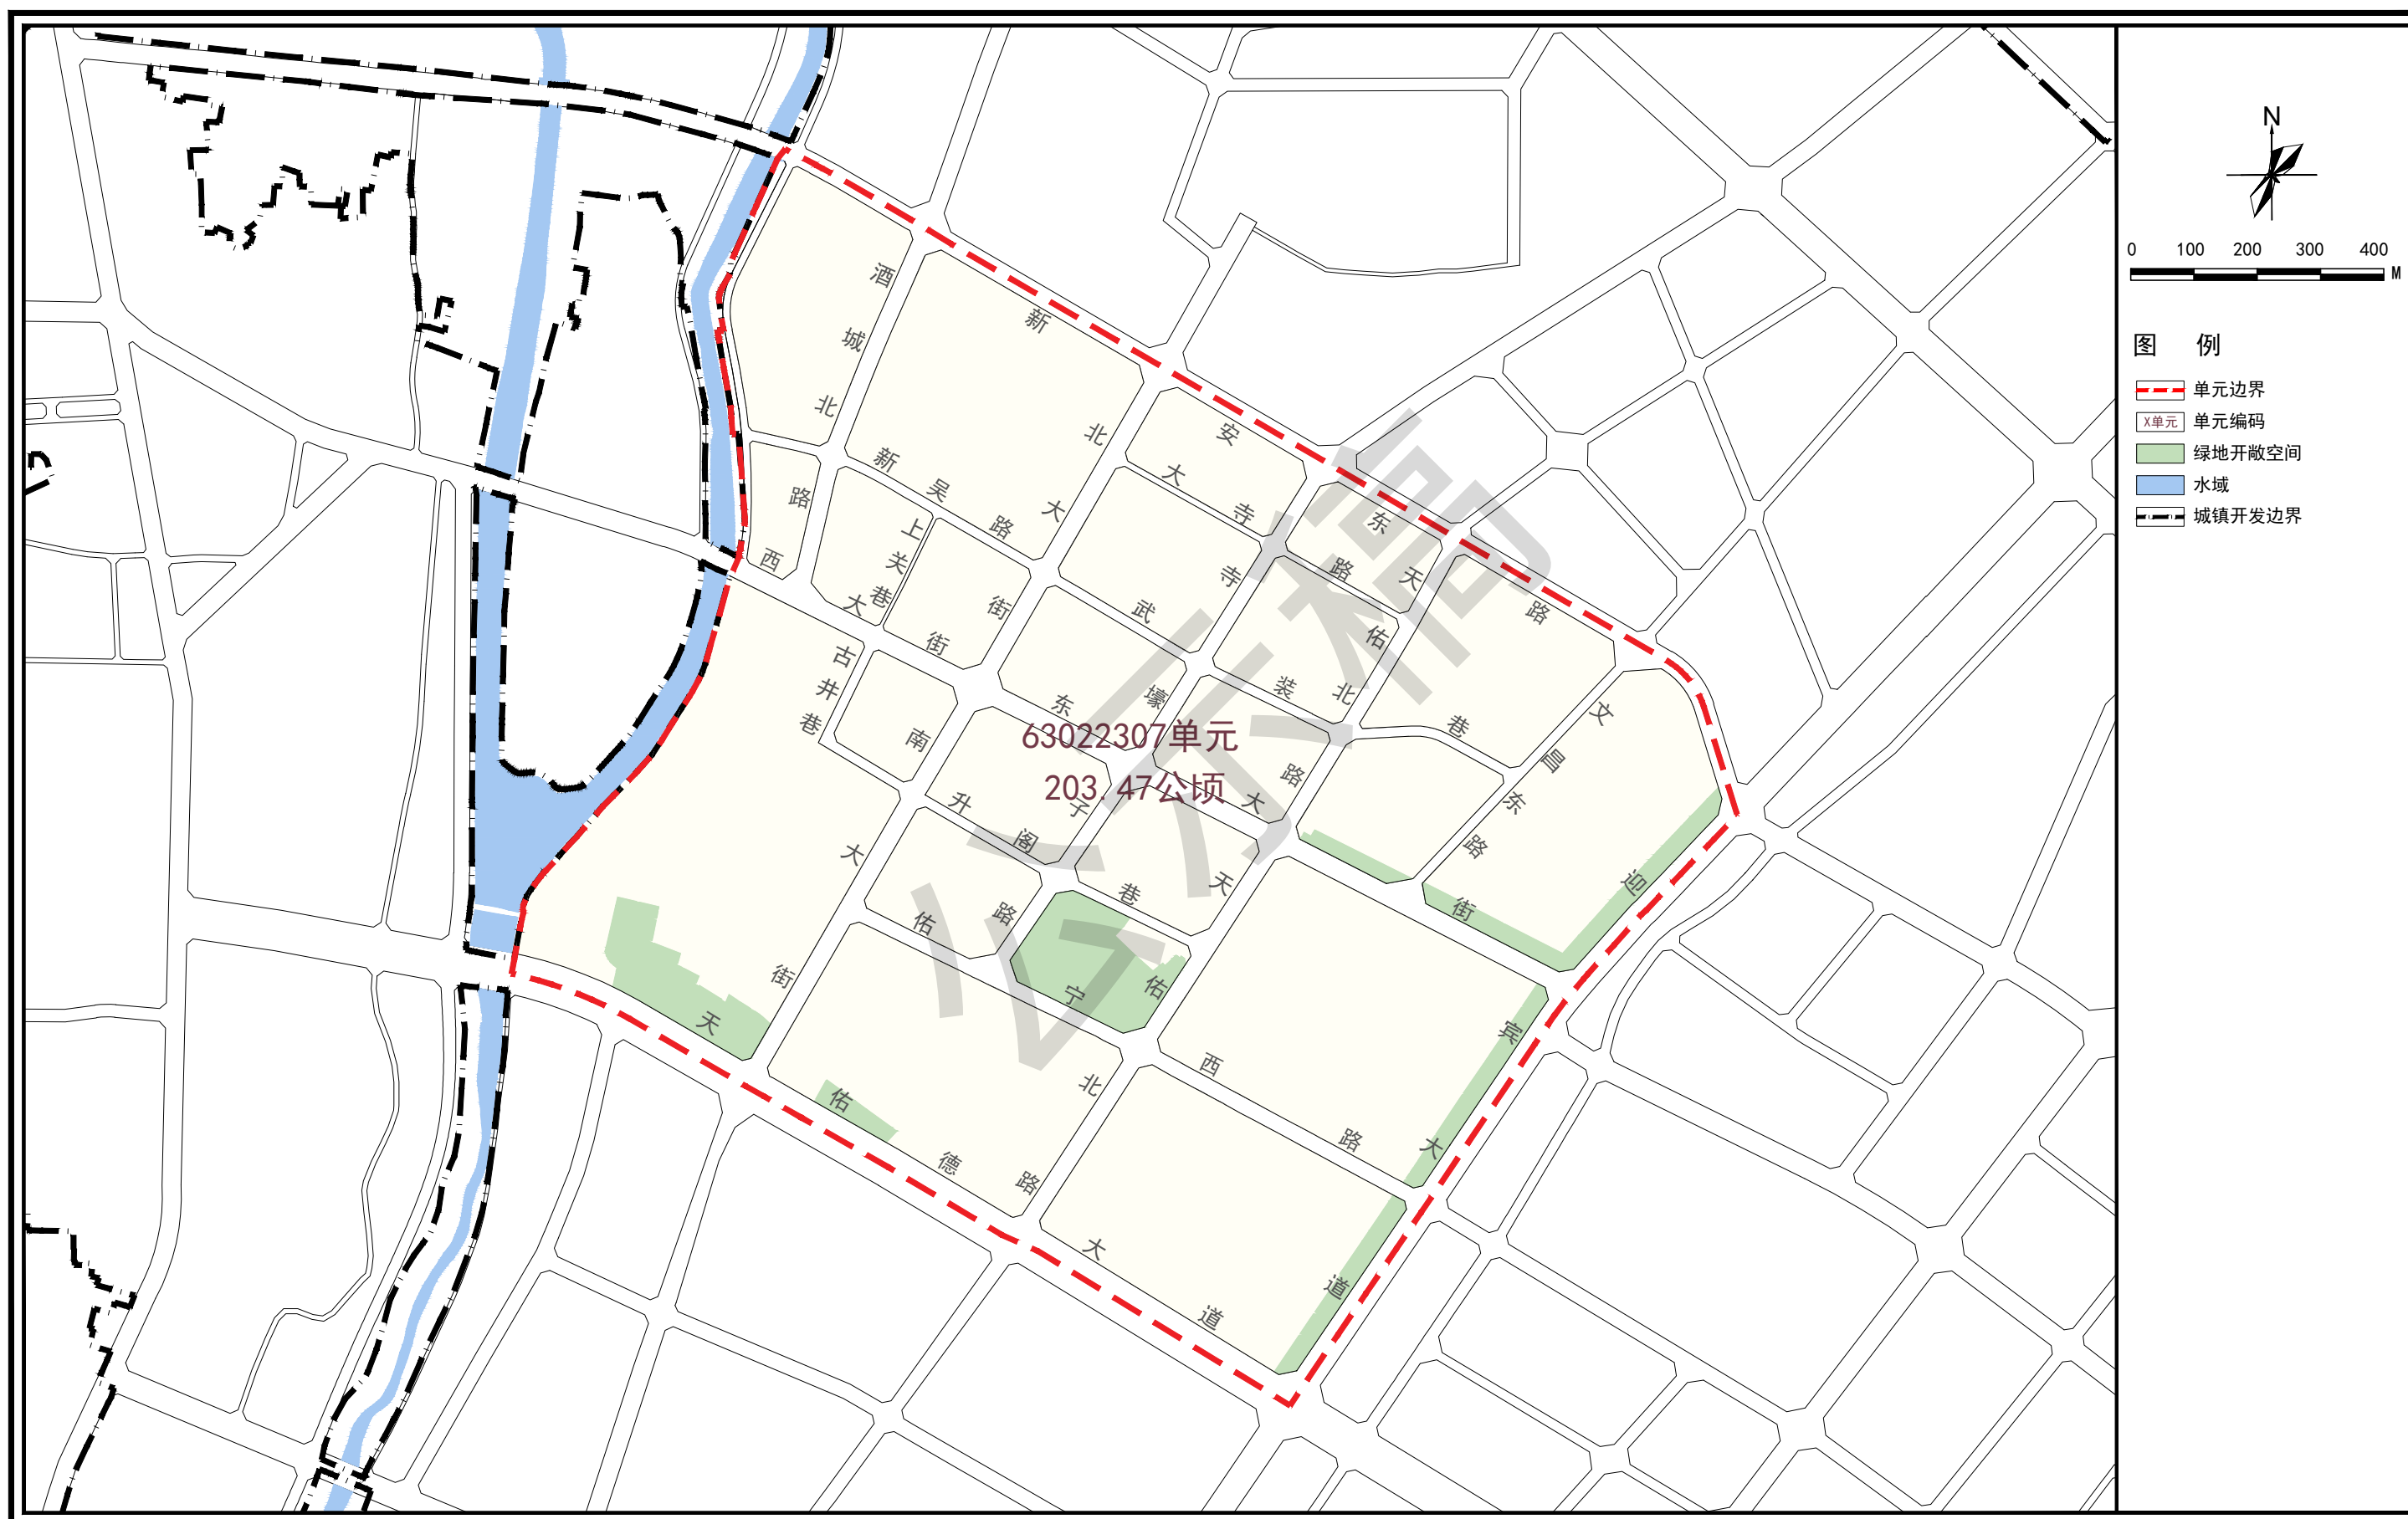 N
0 100 200 300 400 M
图 例
单元边界
X单元 单元编码
绿地开敞空间
水域
城镇开发边界
酒城北路
新安东路
北大街
新吴路
大寺路
上关巷
西大街
天佑北路
寺壕子路
武装巷
古井巷
南大街
东大街
文昌东路
63022307单元
203.47公顷
升阁巷
天佑北路
佑宁西路
迎宾大道
天佑德大道
公示稿